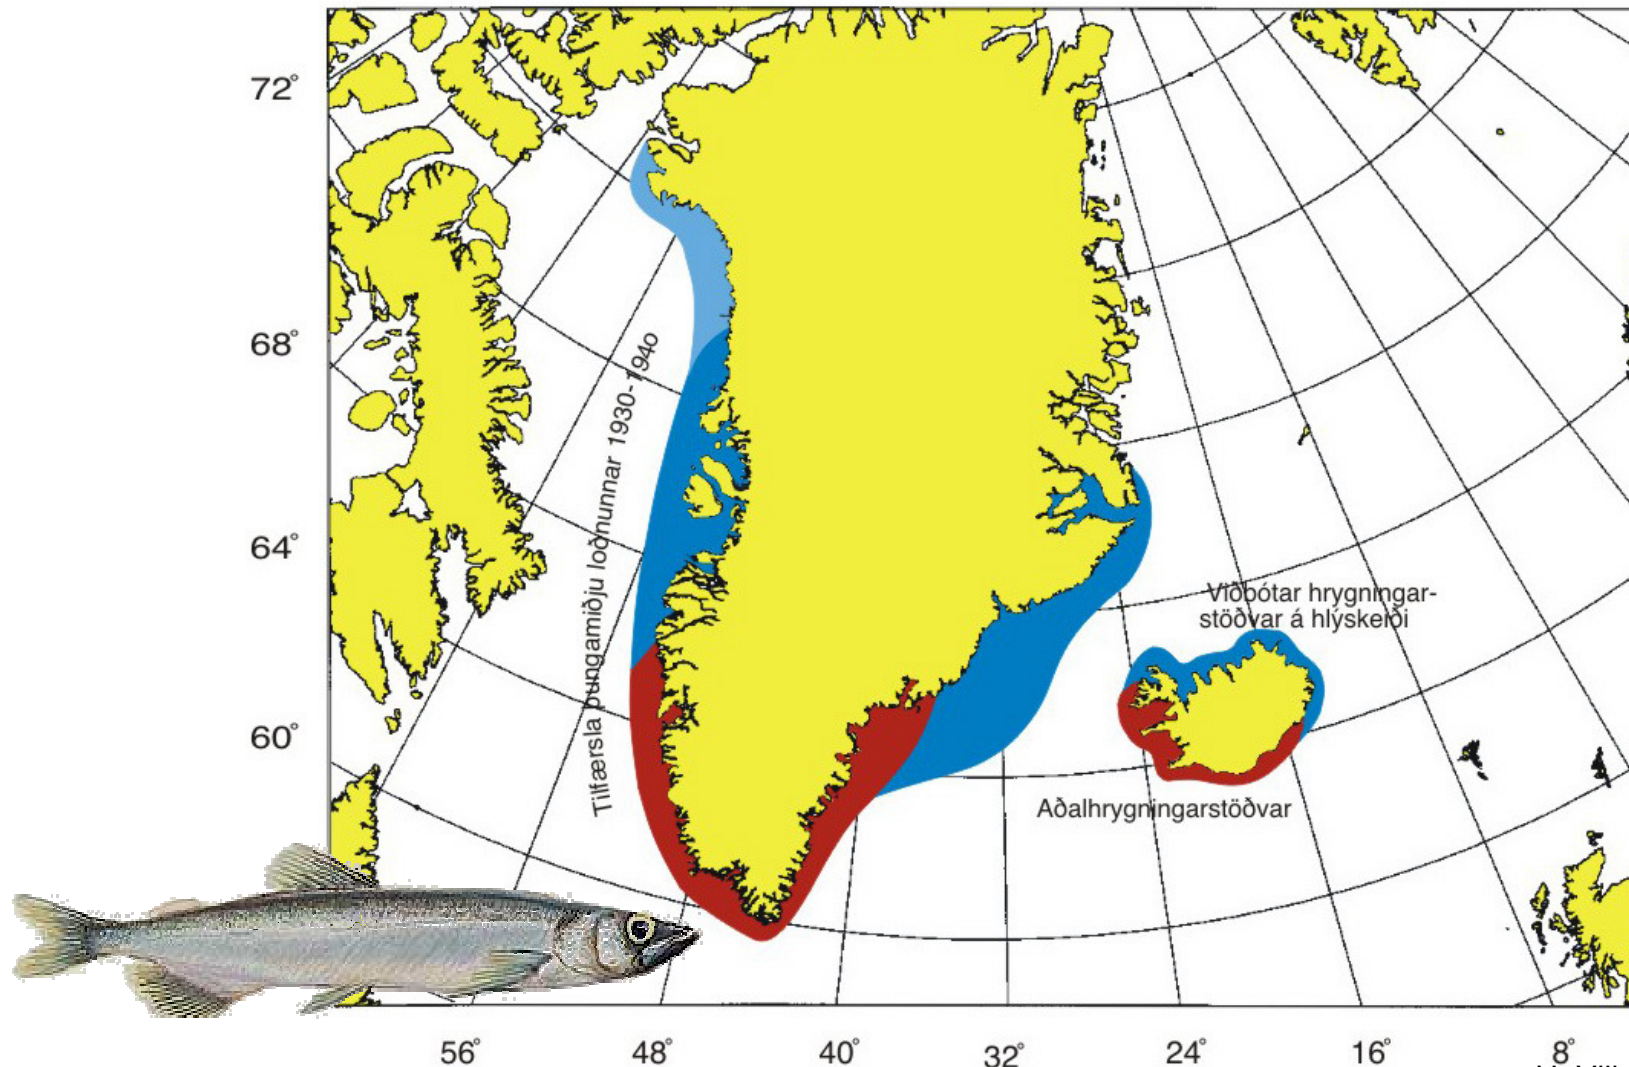 72°
68°
64°
60°
Tilfærsla þungamiðju loðnunnar 1930-194o
Viðbótar hrygningar-
stöðvar á hlýskeiði
Aðalhrygningarstöðvar
56° 48° 40° 32° 24° 16° 8°